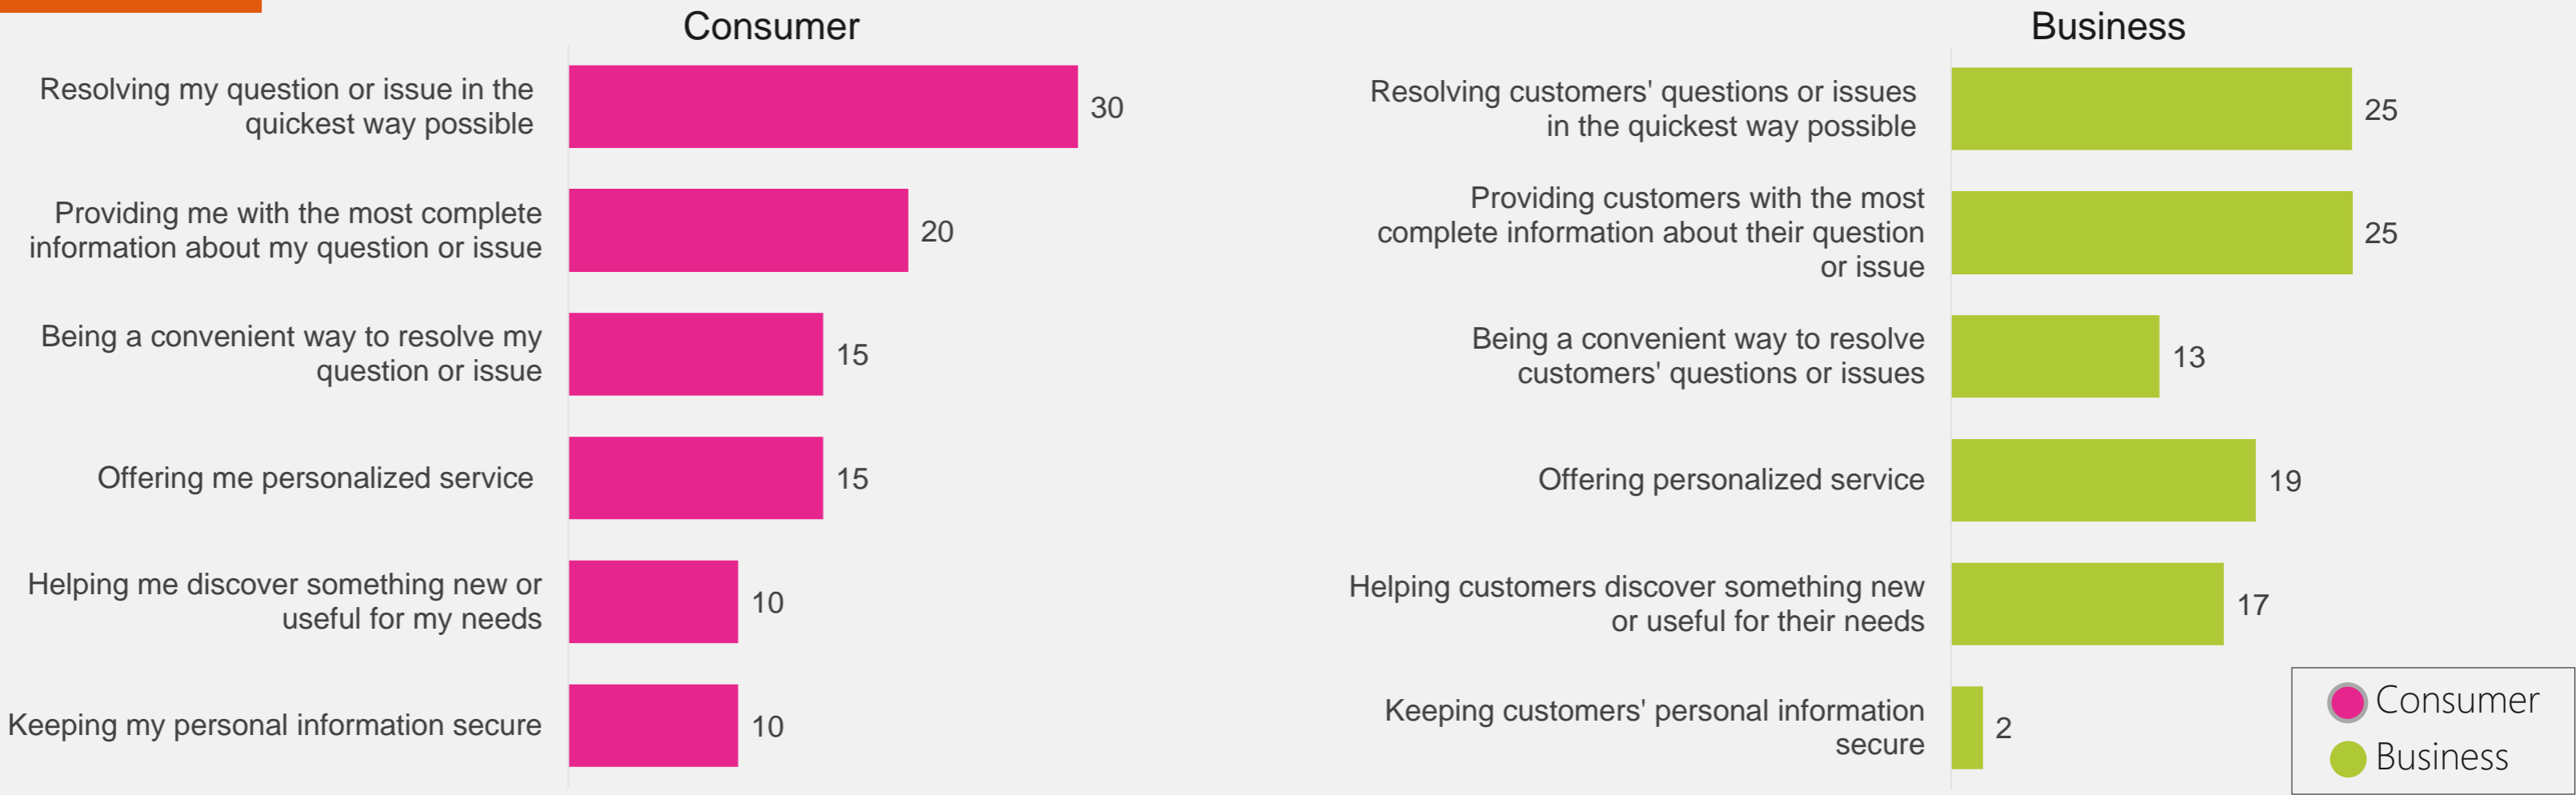 Consumer
Resolving my question or issue in the
quickest way possible
30
Providing me with the most complete
information about my question or issue
20
Being a convenient way to resolve my
question or issue
15
Offering me personalized service
15
Helping me discover something new or
useful for my needs
10
Keeping my personal information secure
10
Business
Resolving customers' questions or issues
in the quickest way possible
25
Providing customers with the most
complete information about their question
or issue
25
Being a convenient way to resolve
customers' questions or issues
13
Offering personalized service
19
Helping customers discover something new
or useful for their needs
17
Keeping customers' personal information
secure
2
Consumer
Business